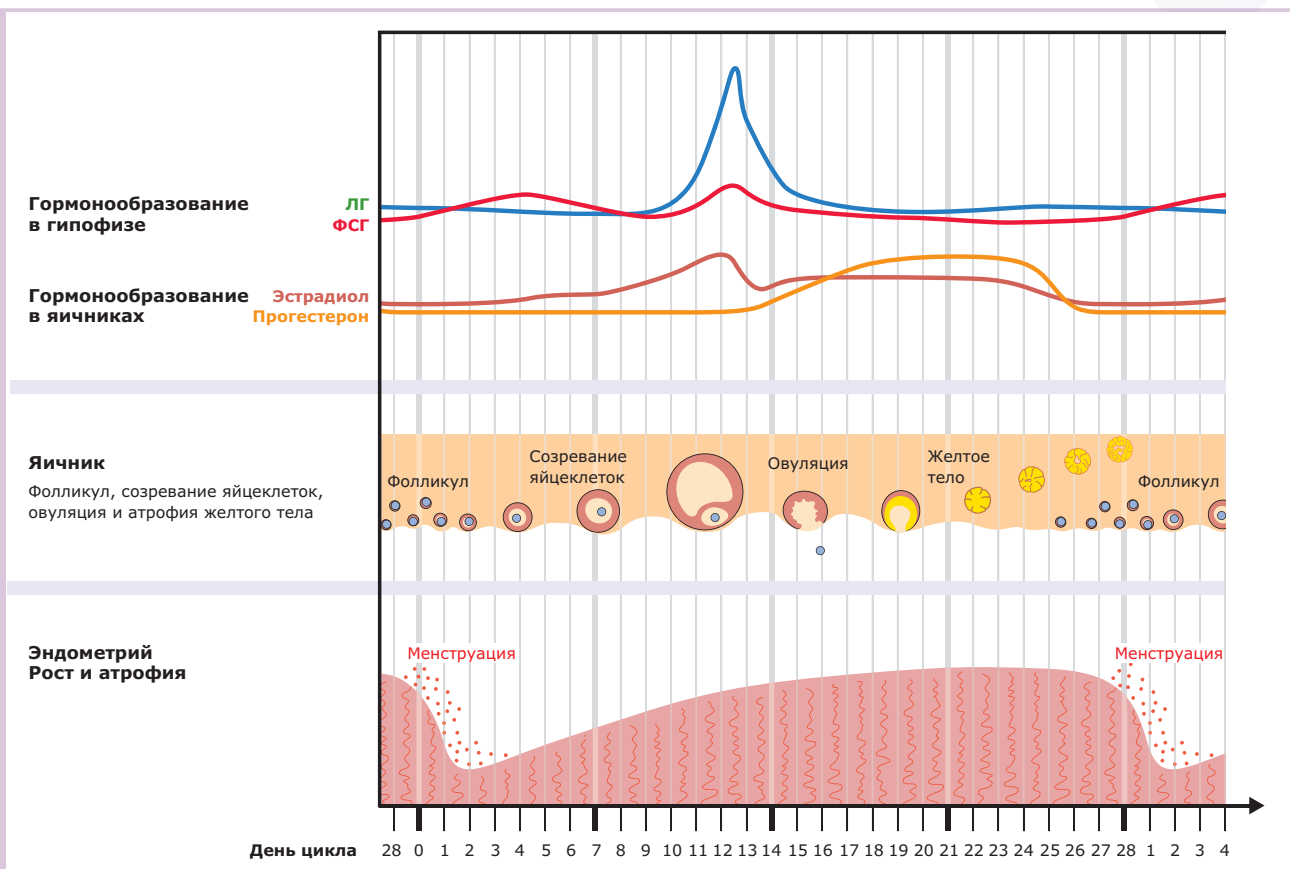 Гормонообразование
в гипофизе
ЛГ
ФСГ
Гормонообразование
в яичниках
Эстрадиол
Прогестерон
Яичник
Фолликул, созревание яйцеклеток,
овуляция и атрофия желтого тела
Фолликул
Созревание
яйцеклеток
Овуляция
Желтое
тело
Фолликул
Эндометрий
Рост и атрофия
Менструация
Менструация
День цикла 28 0 1 2 3 4 5 6 7 8 9 10 11 12 13 14 15 16 17 18 19 20 21 22 23 24 25 26 27 28 1 2 3 4